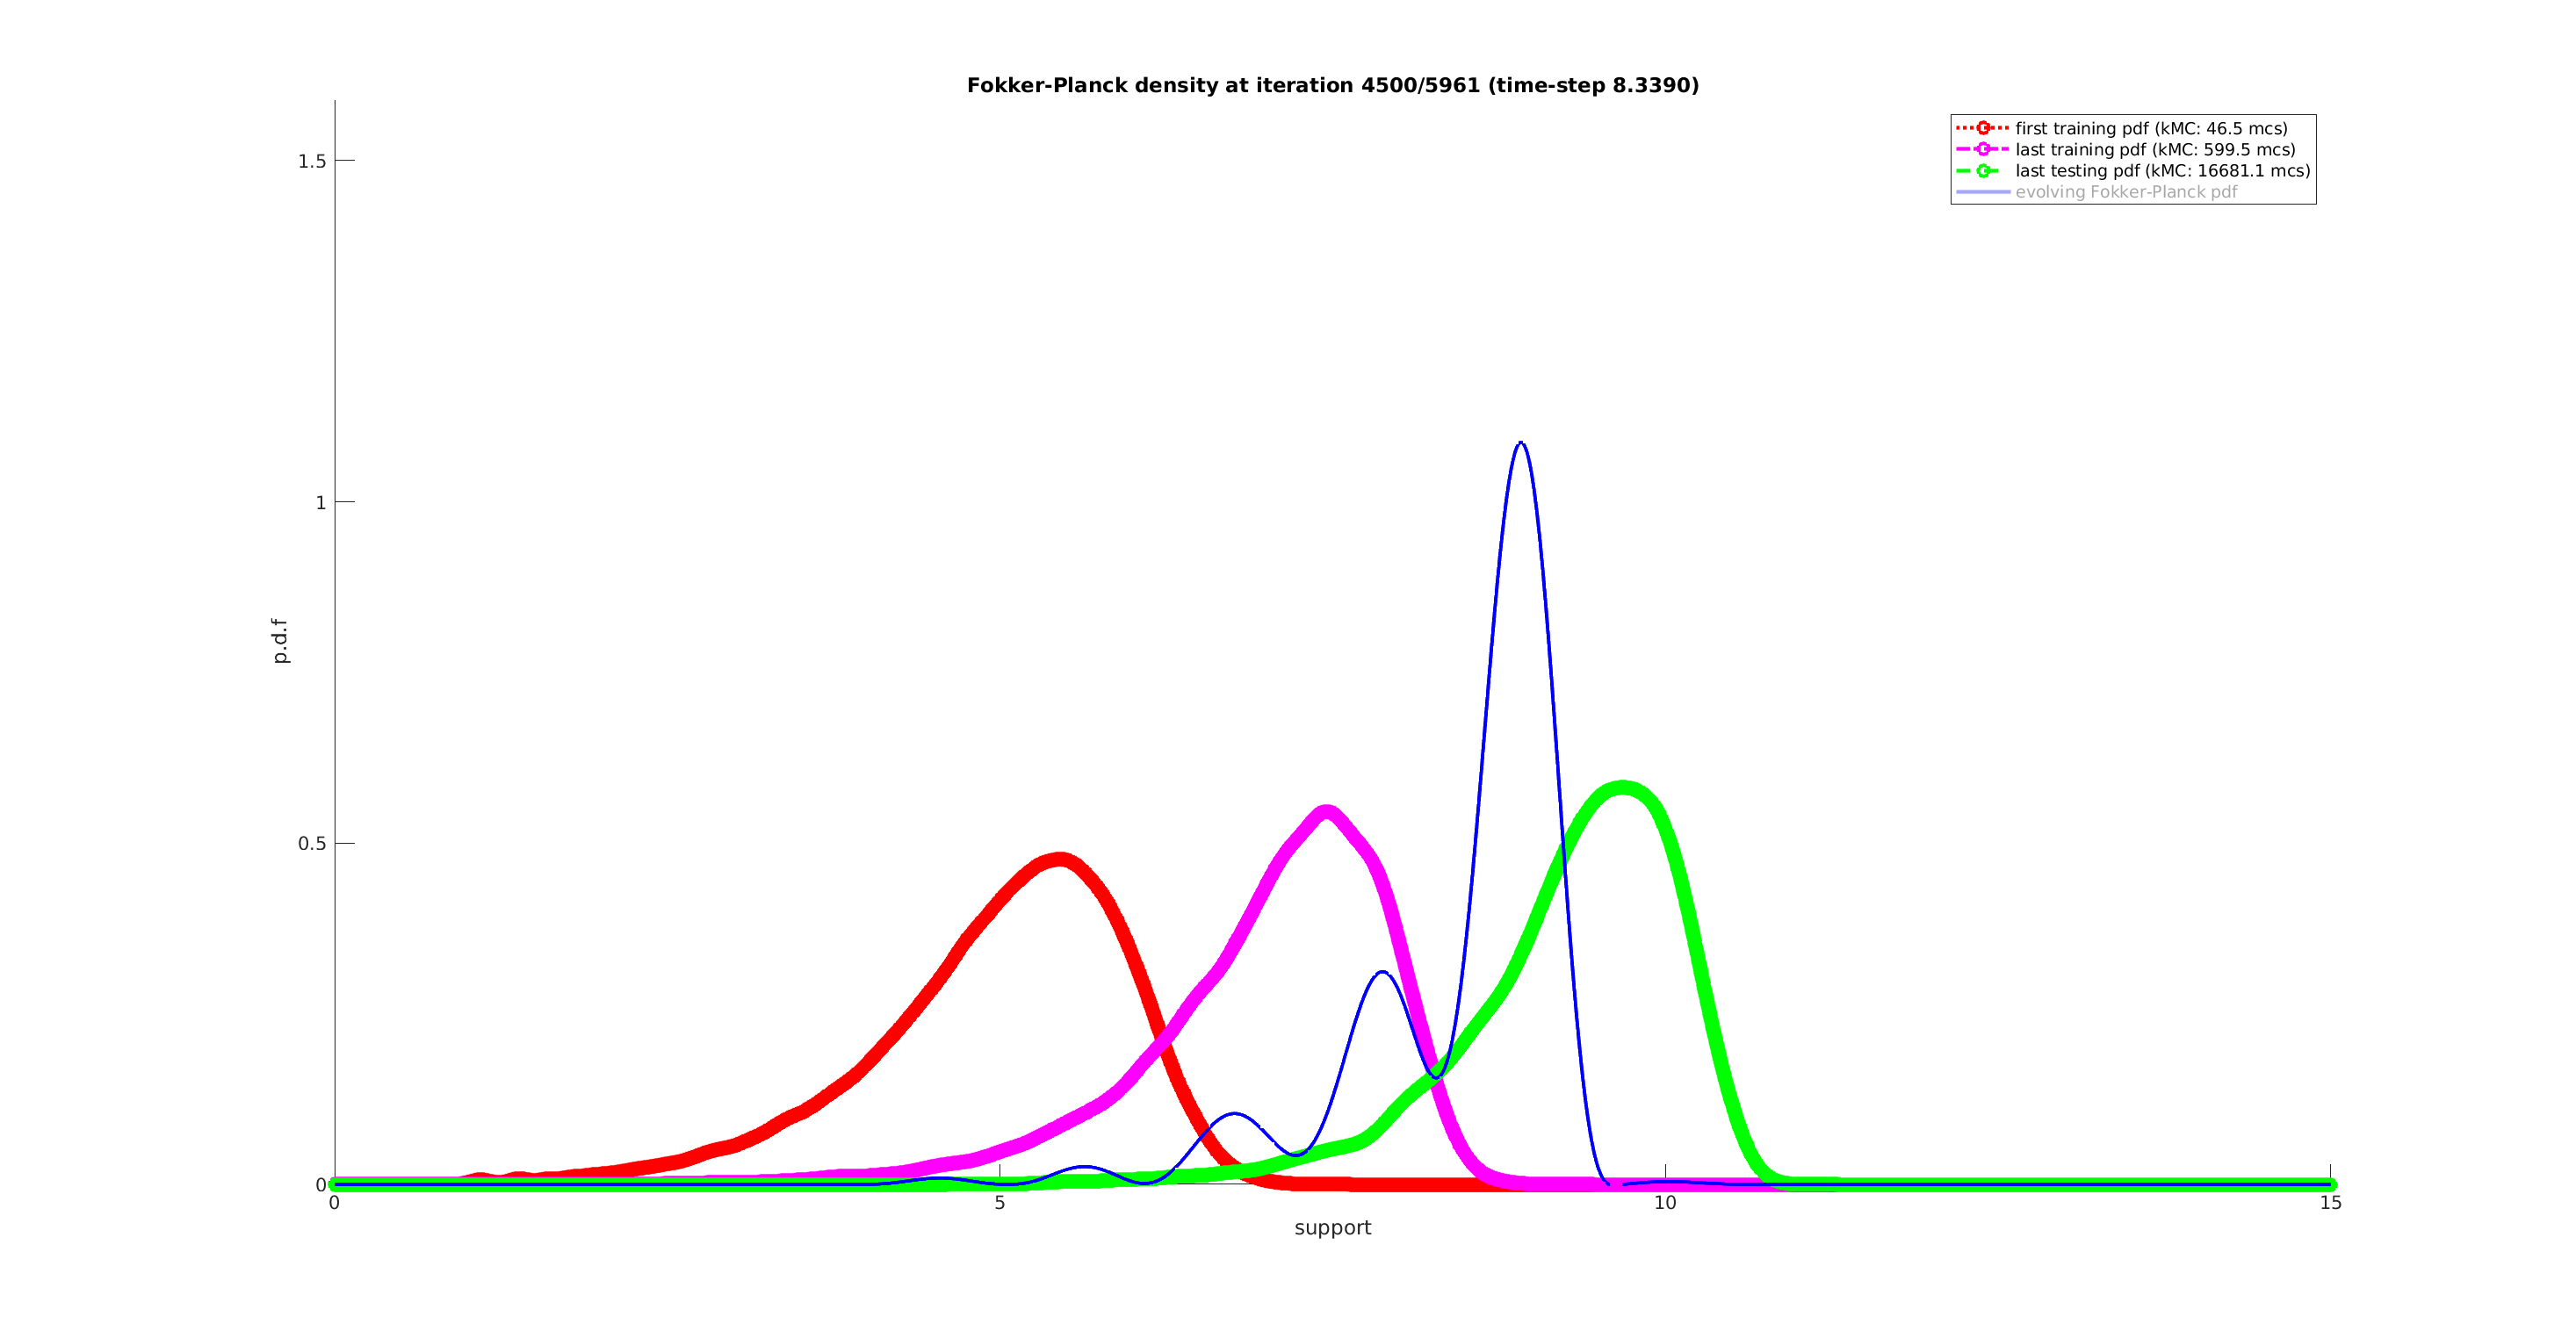 Fokker-Planck density at iteration 4500/5961 (time-step 8.3390)
first training pdf (kMC: 46.5 mcs)
last training pdf (kMC: 599.5 mcs)
last testing pdf (kMC: 16681.1 mcs)
evolving Fokker-Planck pdf
1.5
1
0.5
0
p.d.f
0
5
10
15
support